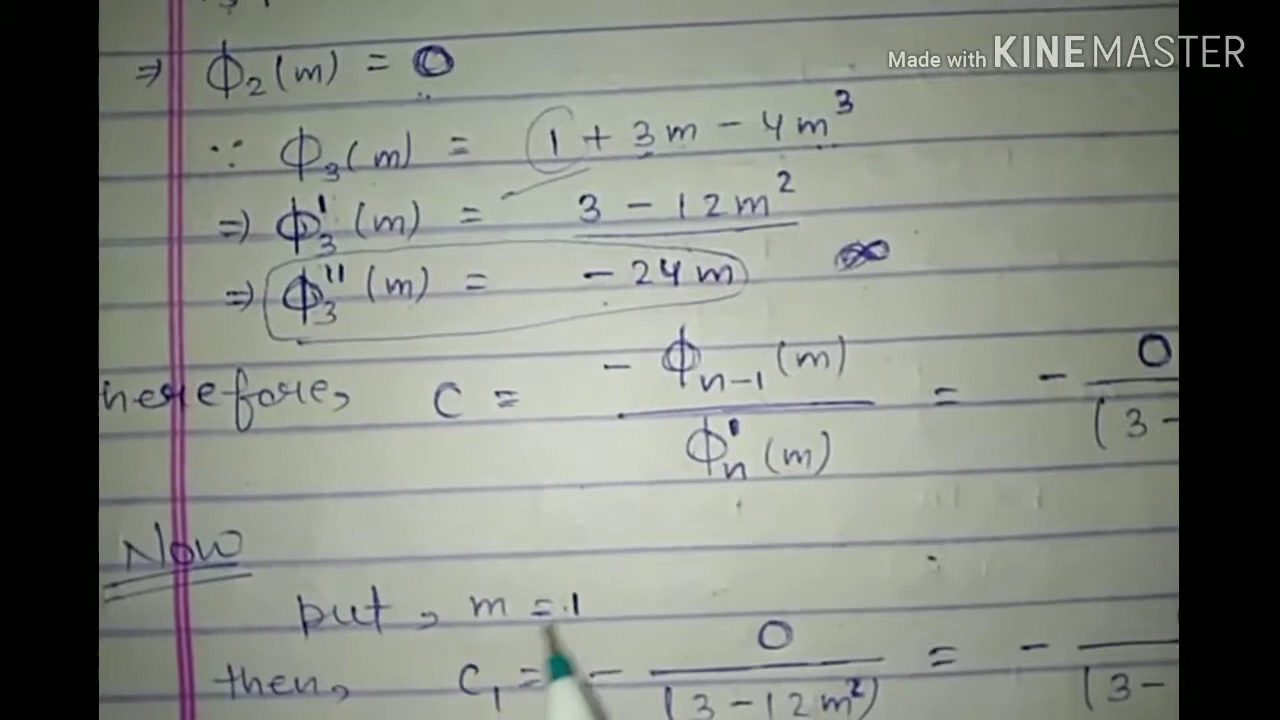 Made with KINEMASTER
⇒ ϕ₂(m) = 0
∵ ϕ₃(m) = 1 + 3m - 4m³
⇒ ϕ₃'(m) = 3 - 12m²
⇒ ϕ₃''(m) = - 24m
herefore, C = - ϕₙ₋₁(m) / ϕₙ'(m) = - 0 / (3 -
Now
put, m = 1
then, C₁ = - 0 / (3 - 12m²) = - / (3 -